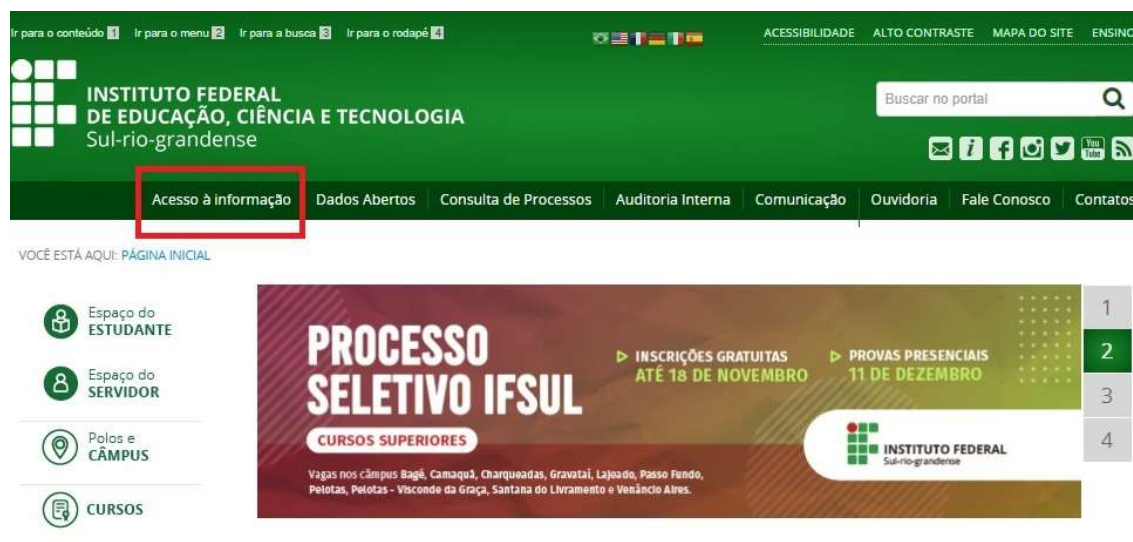 Ir para o conteúdo 1 Ir para o menu 2 Ir para a busca 3 Ir para o rodapé 4
ACESSIBILIDADE ALTO CONTRASTE MAPA DO SITE ENSINO
INSTITUTO FEDERAL
DE EDUCAÇÃO, CIÊNCIA E TECNOLOGIA
Sul-rio-grandense
Buscar no portal
You
Tube
Acesso à informação Dados Abertos Consulta de Processos Auditoria Interna Comunicação Ouvidoria Fale Conosco Contatos
VOCÊ ESTÁ AQUI: PÁGINA INICIAL
Espaço do
ESTUDANTE
Espaço do
SERVIDOR
Polos e
CÂMPUS
CURSOS
PROCESSO
SELETIVO IFSUL
CURSOS SUPERIORES
Vagas nos câmpus Bagé, Camaquã, Charqueadas, Gravataí, Lajeado, Passo Fundo,
Pelotas, Pelotas - Visconde da Graça, Santana do Livramento e Venâncio Aires.
INSCRIÇÕES GRATUITAS
ATÉ 18 DE NOVEMBRO
PROVAS PRESENCIAIS
11 DE DEZEMBRO
INSTITUTO FEDERAL
Sul-rio-grandense
1
2
3
4